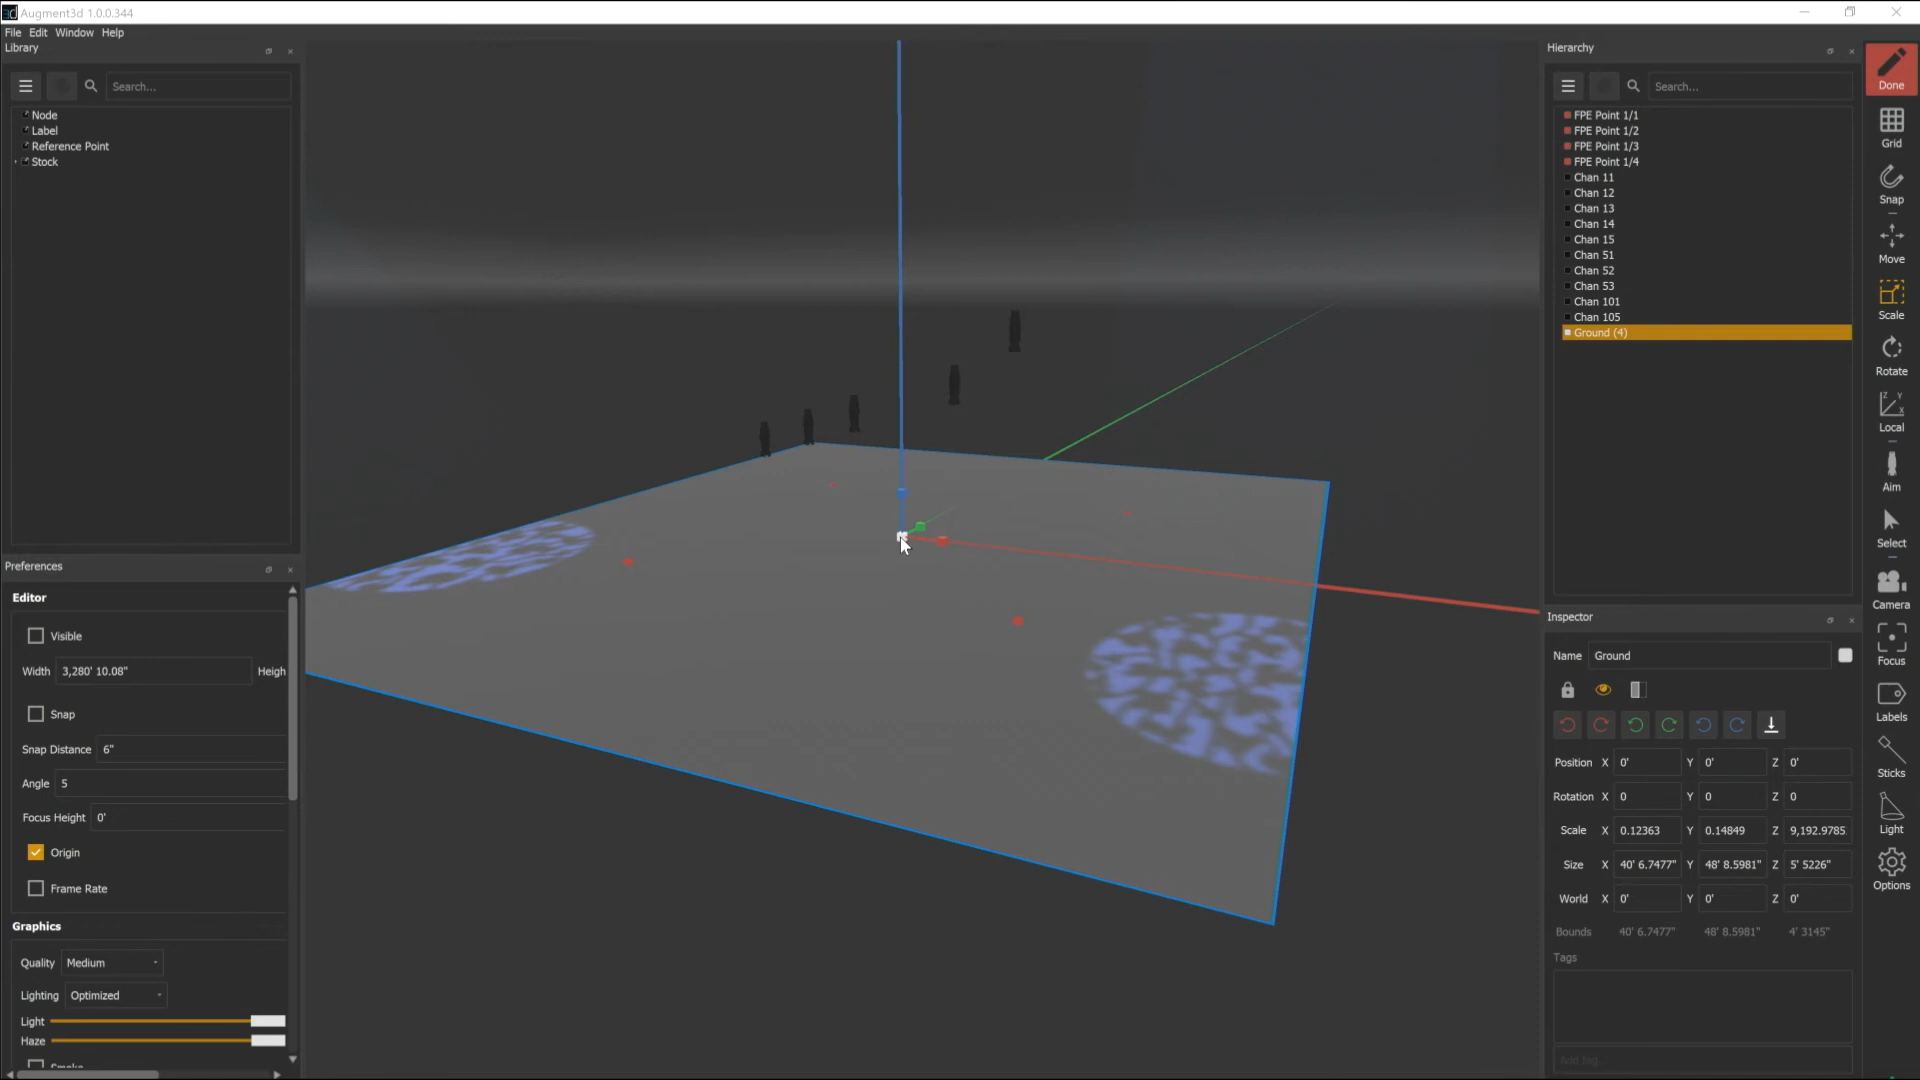 Augment3d 1.0.0.344
File Edit Window Help
Library
Search...
Node
Label
Reference Point
Stock
Preferences
Editor
Visible
Width 3,280' 10.08" Heigh
Snap
Snap Distance 6"
Angle 5
Focus Height 0'
Origin
Frame Rate
Graphics
Quality Medium
Lighting Optimized
Light
Haze
Hierarchy
Search...
FPE Point 1/1
FPE Point 1/2
FPE Point 1/3
FPE Point 1/4
Chan 11
Chan 12
Chan 13
Chan 14
Chan 15
Chan 51
Chan 52
Chan 53
Chan 101
Chan 105
Ground (4)
Inspector
Name Ground
Position X 0' Y 0' Z 0'
Rotation X 0 Y 0 Z 0
Scale X 0.12363 Y 0.14849 Z 9,192.9785
Size X 40' 6.7477" Y 48' 8.5981" Z 5' 5226"
World X 0' Y 0' Z 0'
Bounds 40' 6.7477" 48' 8.5981" 4' 3145"
Tags
Add tag...
Done
Grid
Snap
Move
Scale
Rotate
Z Y X
Local
Aim
Select
Camera
Focus
Labels
Sticks
Light
Options